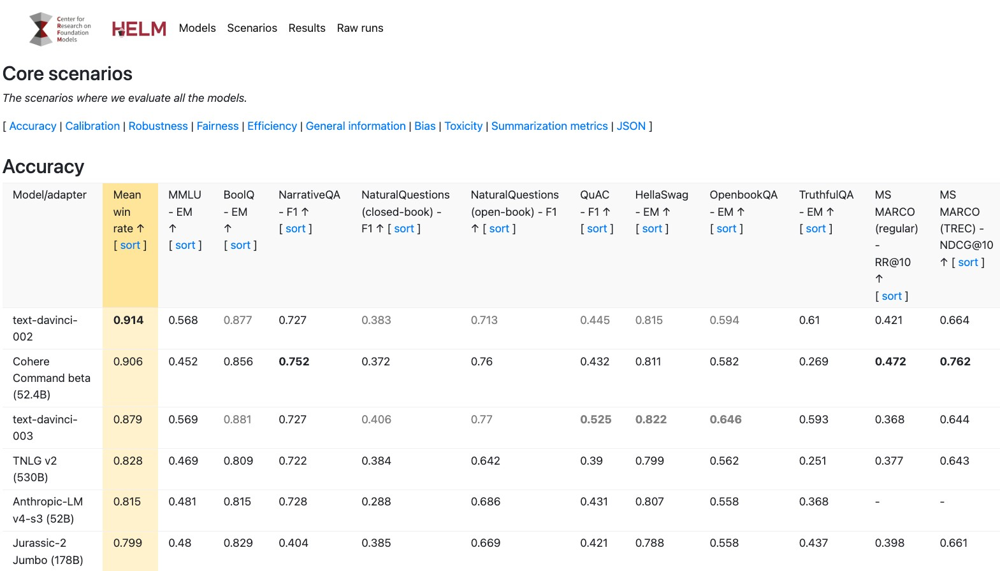 Center for
Research on
Foundation
Models
HELM
Models Scenarios Results Raw runs
Core scenarios
The scenarios where we evaluate all the models.
[ Accuracy | Calibration | Robustness | Fairness | Efficiency | General information | Bias | Toxicity | Summarization metrics | JSON ]
Accuracy
Model/adapter
Mean
win
rate ↑
[ sort ]
MMLU
- EM
↑
[ sort ]
BoolQ
- EM
↑
[ sort ]
NarrativeQA
- F1 ↑
[ sort ]
NaturalQuestions
(closed-book) -
F1 ↑ [ sort ]
NaturalQuestions
(open-book) - F1
↑ [ sort ]
QuAC
- F1 ↑
[ sort ]
HellaSwag
- EM ↑
[ sort ]
OpenbookQA
- EM ↑
[ sort ]
TruthfulQA
- EM ↑
[ sort ]
MS
MARCO
(regular)
-
RR@10
↑
[ sort ]
MS
MARCO
(TREC) -
NDCG@10
↑ [ sort ]
text-davinci-
002
0.914 0.568 0.877 0.727 0.383 0.713 0.445 0.815 0.594 0.61 0.421 0.664
Cohere
Command beta
(52.4B)
0.906 0.452 0.856 0.752 0.372 0.76 0.432 0.811 0.582 0.269 0.472 0.762
text-davinci-
003
0.879 0.569 0.881 0.727 0.406 0.77 0.525 0.822 0.646 0.593 0.368 0.644
TNLG v2
(530B)
0.828 0.469 0.809 0.722 0.384 0.642 0.39 0.799 0.562 0.251 0.377 0.643
Anthropic-LM
v4-s3 (52B)
0.815 0.481 0.815 0.728 0.288 0.686 0.431 0.807 0.558 0.368 - -
Jurassic-2
Jumbo (178B)
0.799 0.48 0.829 0.404 0.385 0.669 0.421 0.788 0.558 0.437 0.398 0.661